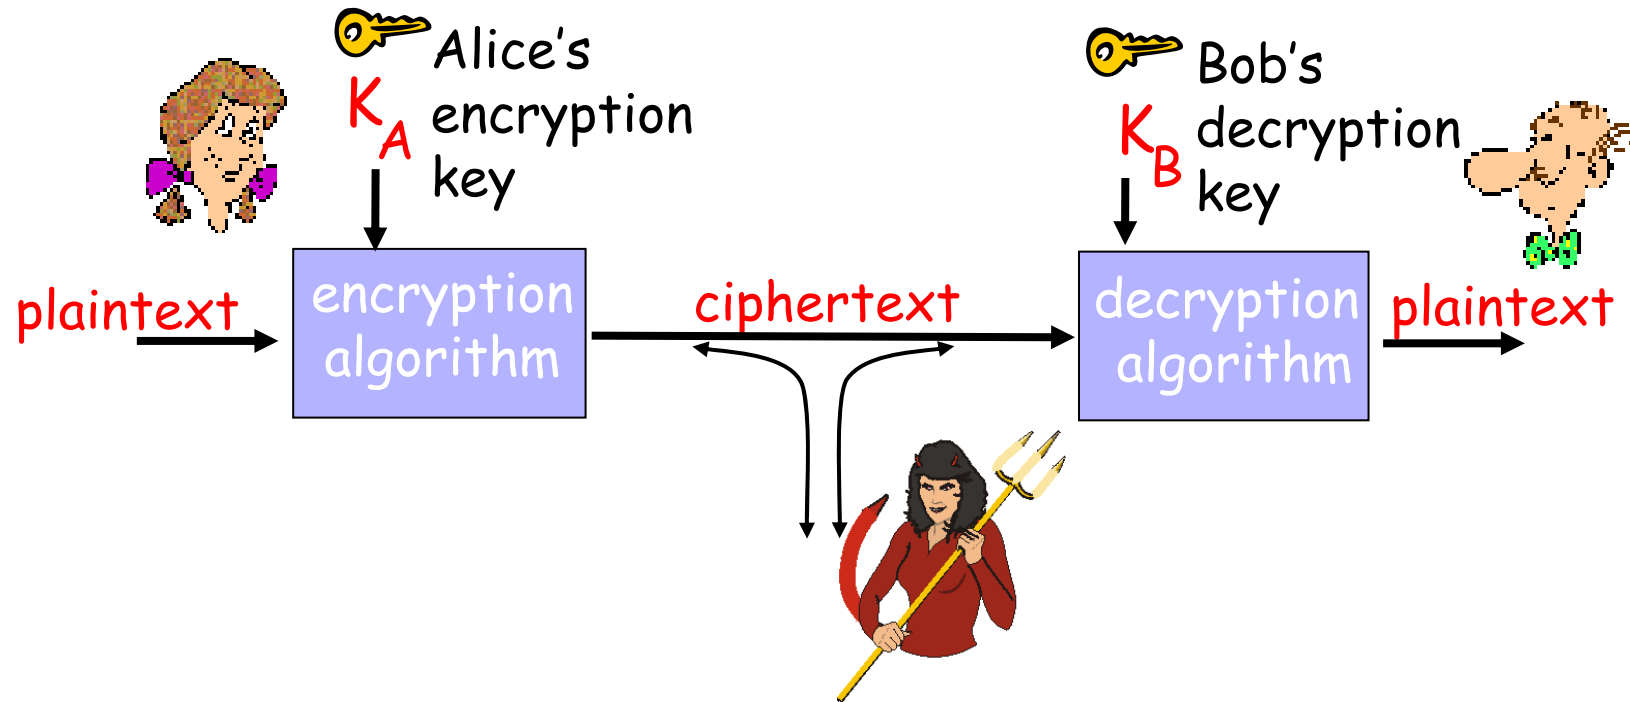 Alice's
encryption
key
K
A
Bob's
decryption
key
K
B
plaintext
encryption
algorithm
ciphertext
decryption
algorithm
plaintext